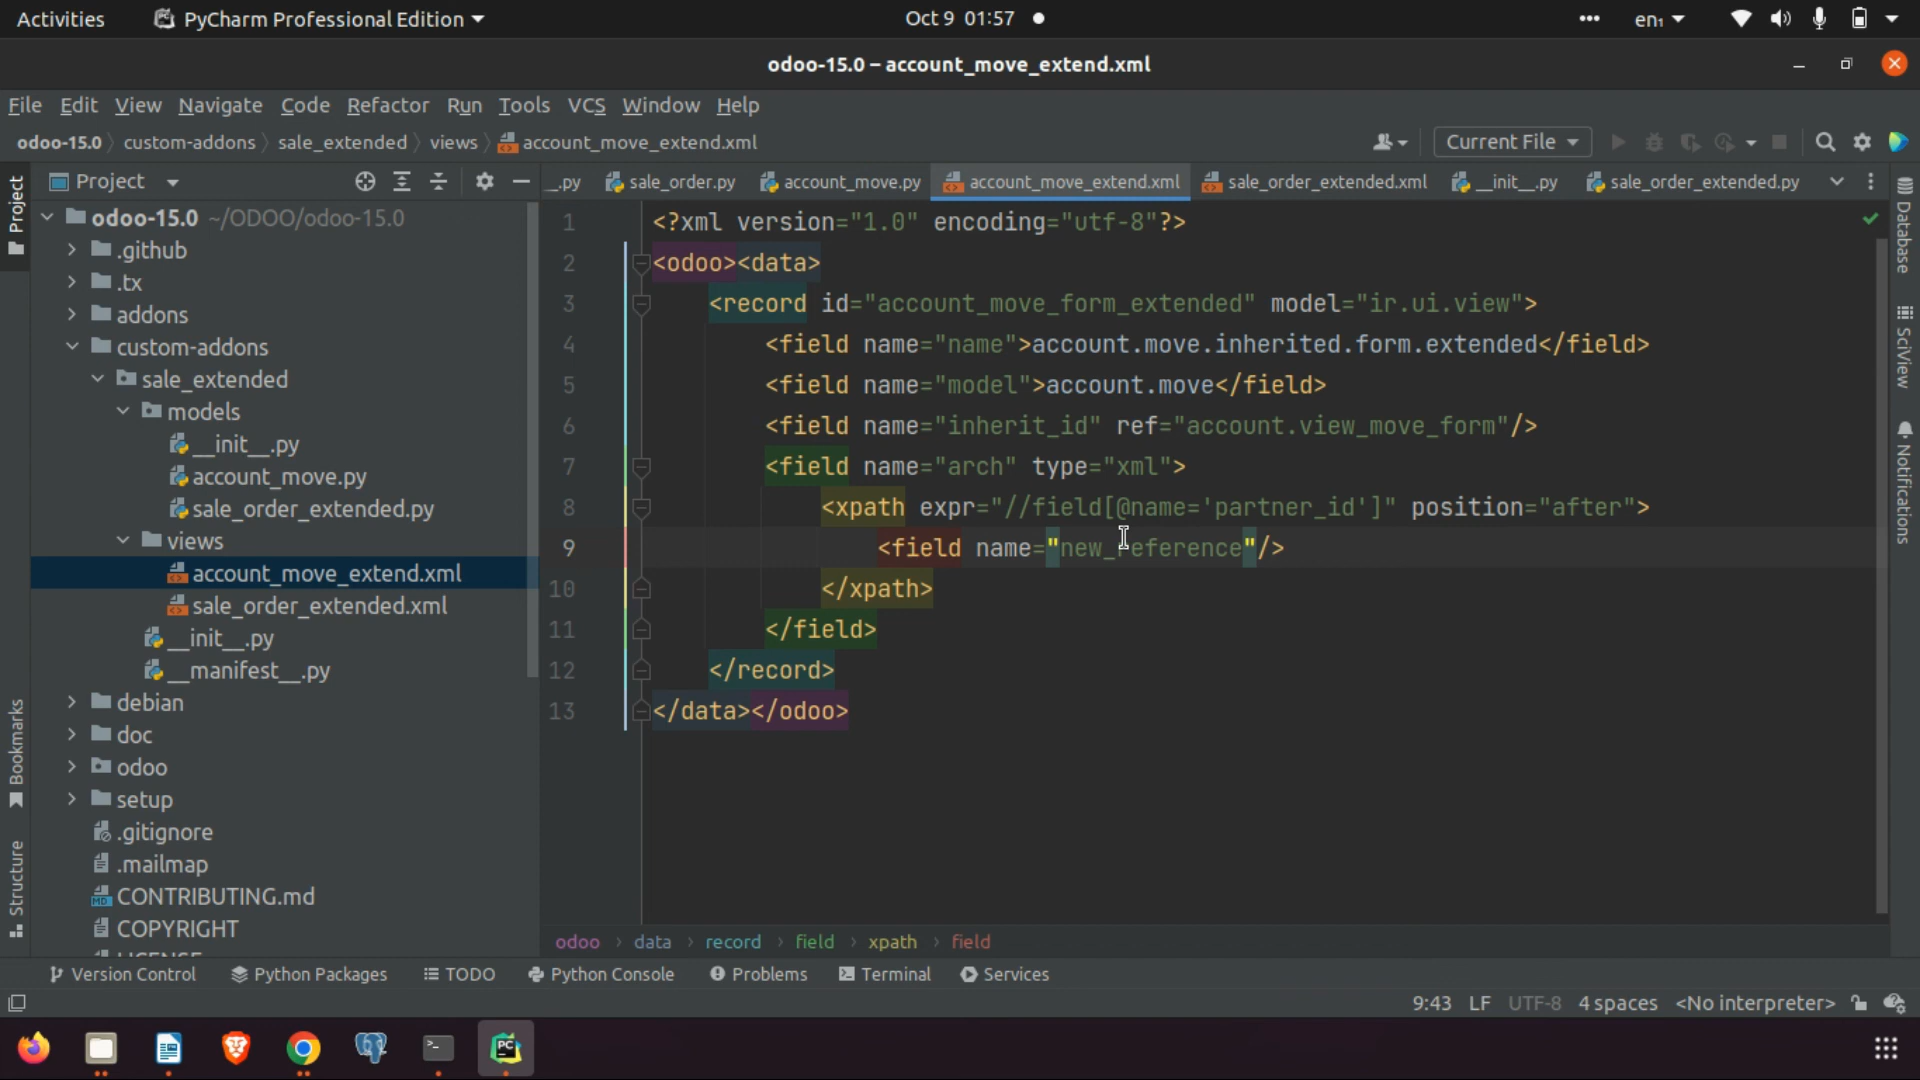 Activities PyCharm Professional Edition Oct 9 01:57 en₁
odoo-15.0 – account_move_extend.xml
File Edit View Navigate Code Refactor Run Tools VCS Window Help
odoo-15.0 custom-addons sale_extended views account_move_extend.xml Current File
Project _.py sale_order.py account_move.py account_move_extend.xml sale_order_extended.xml __init__.py sale_order_extended.py
Project
Bookmarks
Structure
odoo-15.0 ~/ODOO/odoo-15.0
.github
.tx
addons
custom-addons
sale_extended
models
__init__.py
account_move.py
sale_order_extended.py
views
account_move_extend.xml
sale_order_extended.xml
__init__.py
__manifest__.py
debian
doc
odoo
setup
.gitignore
.mailmap
CONTRIBUTING.md
COPYRIGHT
1 <?xml version="1.0" encoding="utf-8"?>
2 <odoo><data>
3 <record id="account_move_form_extended" model="ir.ui.view">
4 <field name="name">account.move.inherited.form.extended</field>
5 <field name="model">account.move</field>
6 <field name="inherit_id" ref="account.view_move_form"/>
7 <field name="arch" type="xml">
8 <xpath expr="//field[@name='partner_id']" position="after">
9 <field name="new_reference"/>
10 </xpath>
11 </field>
12 </record>
13 </data></odoo>
Database
SciView
Notifications
odoo data record field xpath field
Version Control Python Packages TODO Python Console Problems Terminal Services
9:43 LF UTF-8 4 spaces <No interpreter>